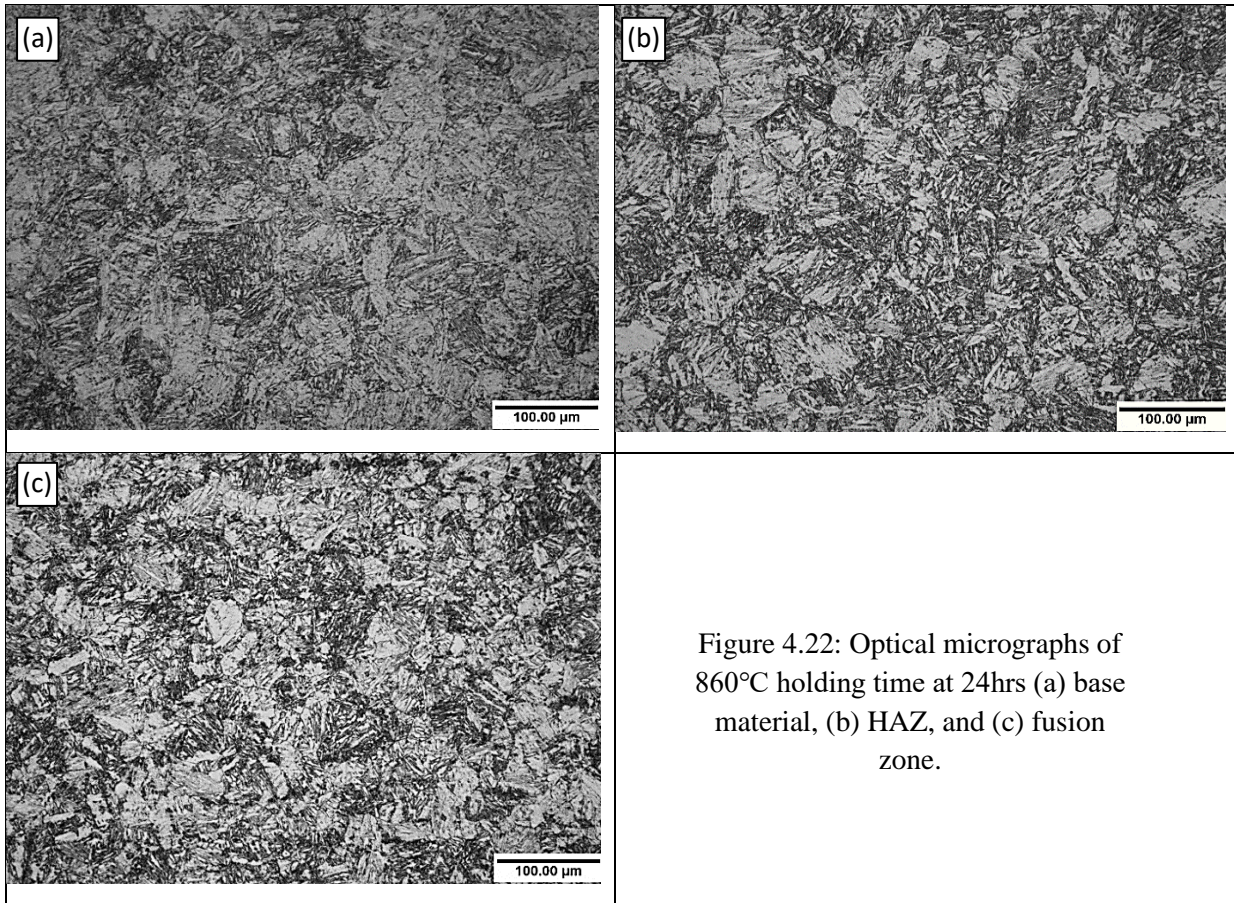 (a)
100.00 µm
(b)
100.00 µm
(c)
100.00 µm
Figure 4.22: Optical micrographs of
860℃ holding time at 24hrs (a) base
material, (b) HAZ, and (c) fusion
zone.